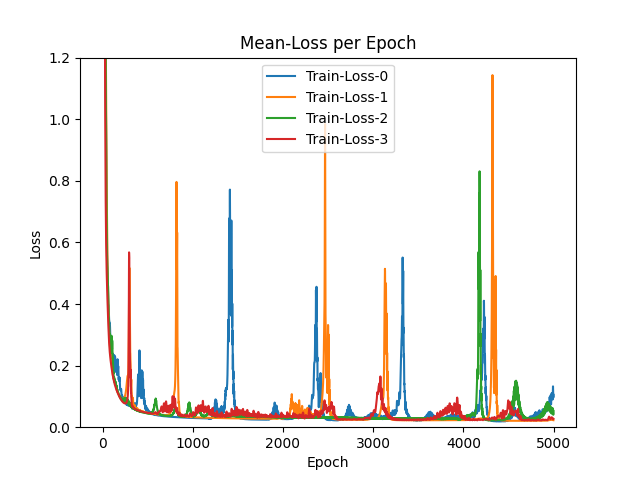 Mean-Loss per Epoch
Train-Loss-0
Train-Loss-1
Train-Loss-2
Train-Loss-3
1.2
1.0
0.8
0.6
0.4
0.2
0.0
Loss
0
1000
2000
3000
4000
5000
Epoch